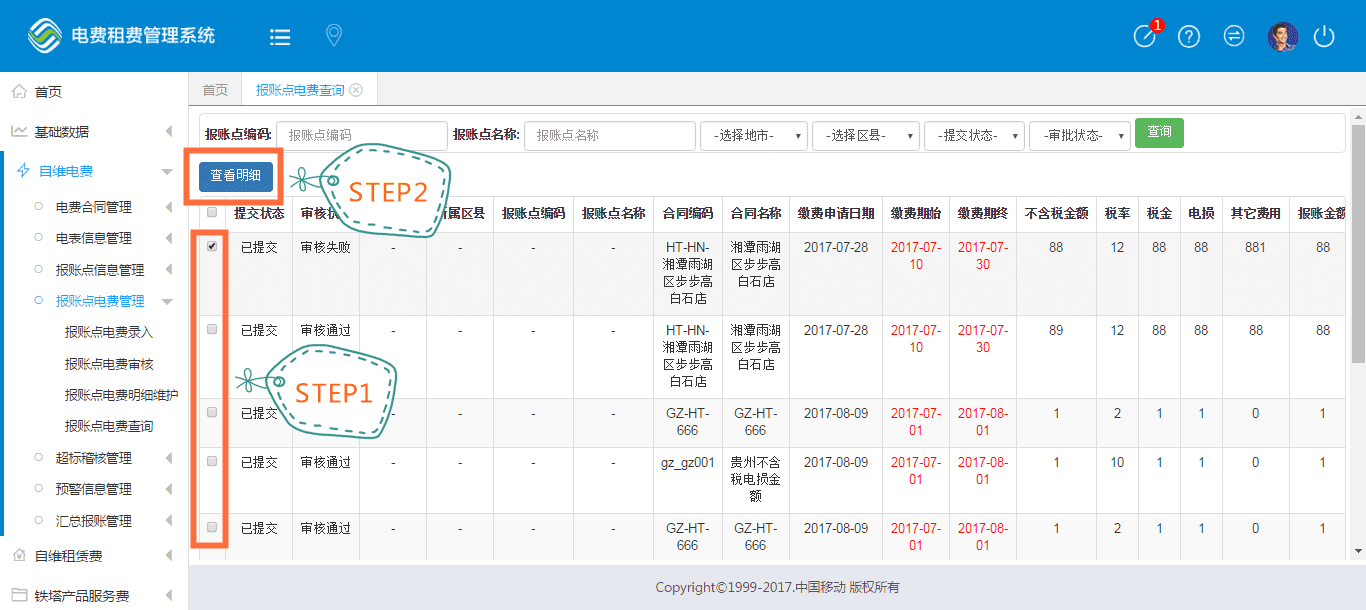 电费租费管理系统
1
首页
基础数据
自维电费
电费合同管理
电表信息管理
报账点信息管理
报账点电费管理
报账点电费录入
报账点电费审核
报账点电费明细维护
报账点电费查询
超标稽核管理
预警信息管理
汇总报账管理
自维租赁费
铁塔产品服务费
首页 报账点电费查询
报账点编码: 报账点编码 报账点名称: 报账点名称 -选择地市- -选择区县- -提交状态- -审批状态- 查询
查看明细
STEP2
提交状态 审核 属区县 报账点编码 报账点名称 合同编码 合同名称 缴费申请日期 缴费期始 缴费期终 不含税金额 税率 税金 电损 其它费用 报账金额
已提交 审核失败 - - - - HT-HN- 湘潭雨湖 2017-07-28 2017-07- 2017-07- 88 12 88 88 881 88
湘潭雨湖 区步步高 10 30
区步步高 白石店
白石店
已提交 审核通过 - - - - HT-HN- 湘潭雨湖 2017-07-28 2017-07- 2017-07- 89 12 88 88 88 88
湘潭雨湖 区步步高 10 30
区步步高 白石店
白石店
STEP1
已提交 - - - GZ-HT- GZ-HT- 2017-08-09 2017-07- 2017-08- 1 2 1 1 0 1
666 666 01 01
已提交 审核通过 - - - - gz_gz001 贵州不含 2017-08-09 2017-07- 2017-08- 1 10 1 1 0 1
税电损金 01 01
额
已提交 审核通过 - - - - GZ-HT- GZ-HT- 2017-08-09 2017-07- 2017-08- 1 2 1 1 0 1
666 666 01 01
Copyright©1999-2017.中国移动 版权所有